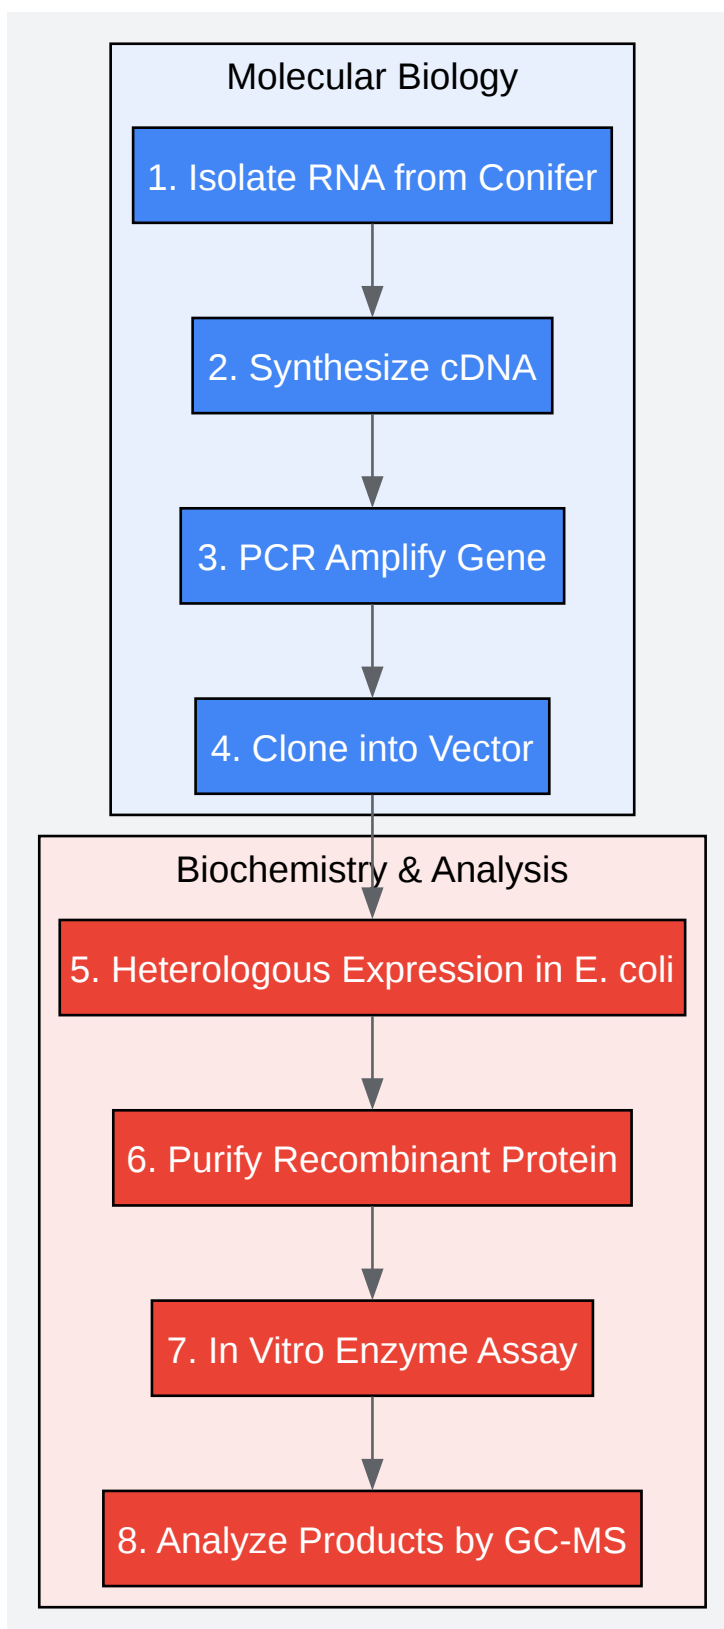 Molecular Biology
1. Isolate RNA from Conifer
2. Synthesize cDNA
3. PCR Amplify Gene
4. Clone into Vector
Biochemistry & Analysis
5. Heterologous Expression in E. coli
6. Purify Recombinant Protein
7. In Vitro Enzyme Assay
8. Analyze Products by GC-MS